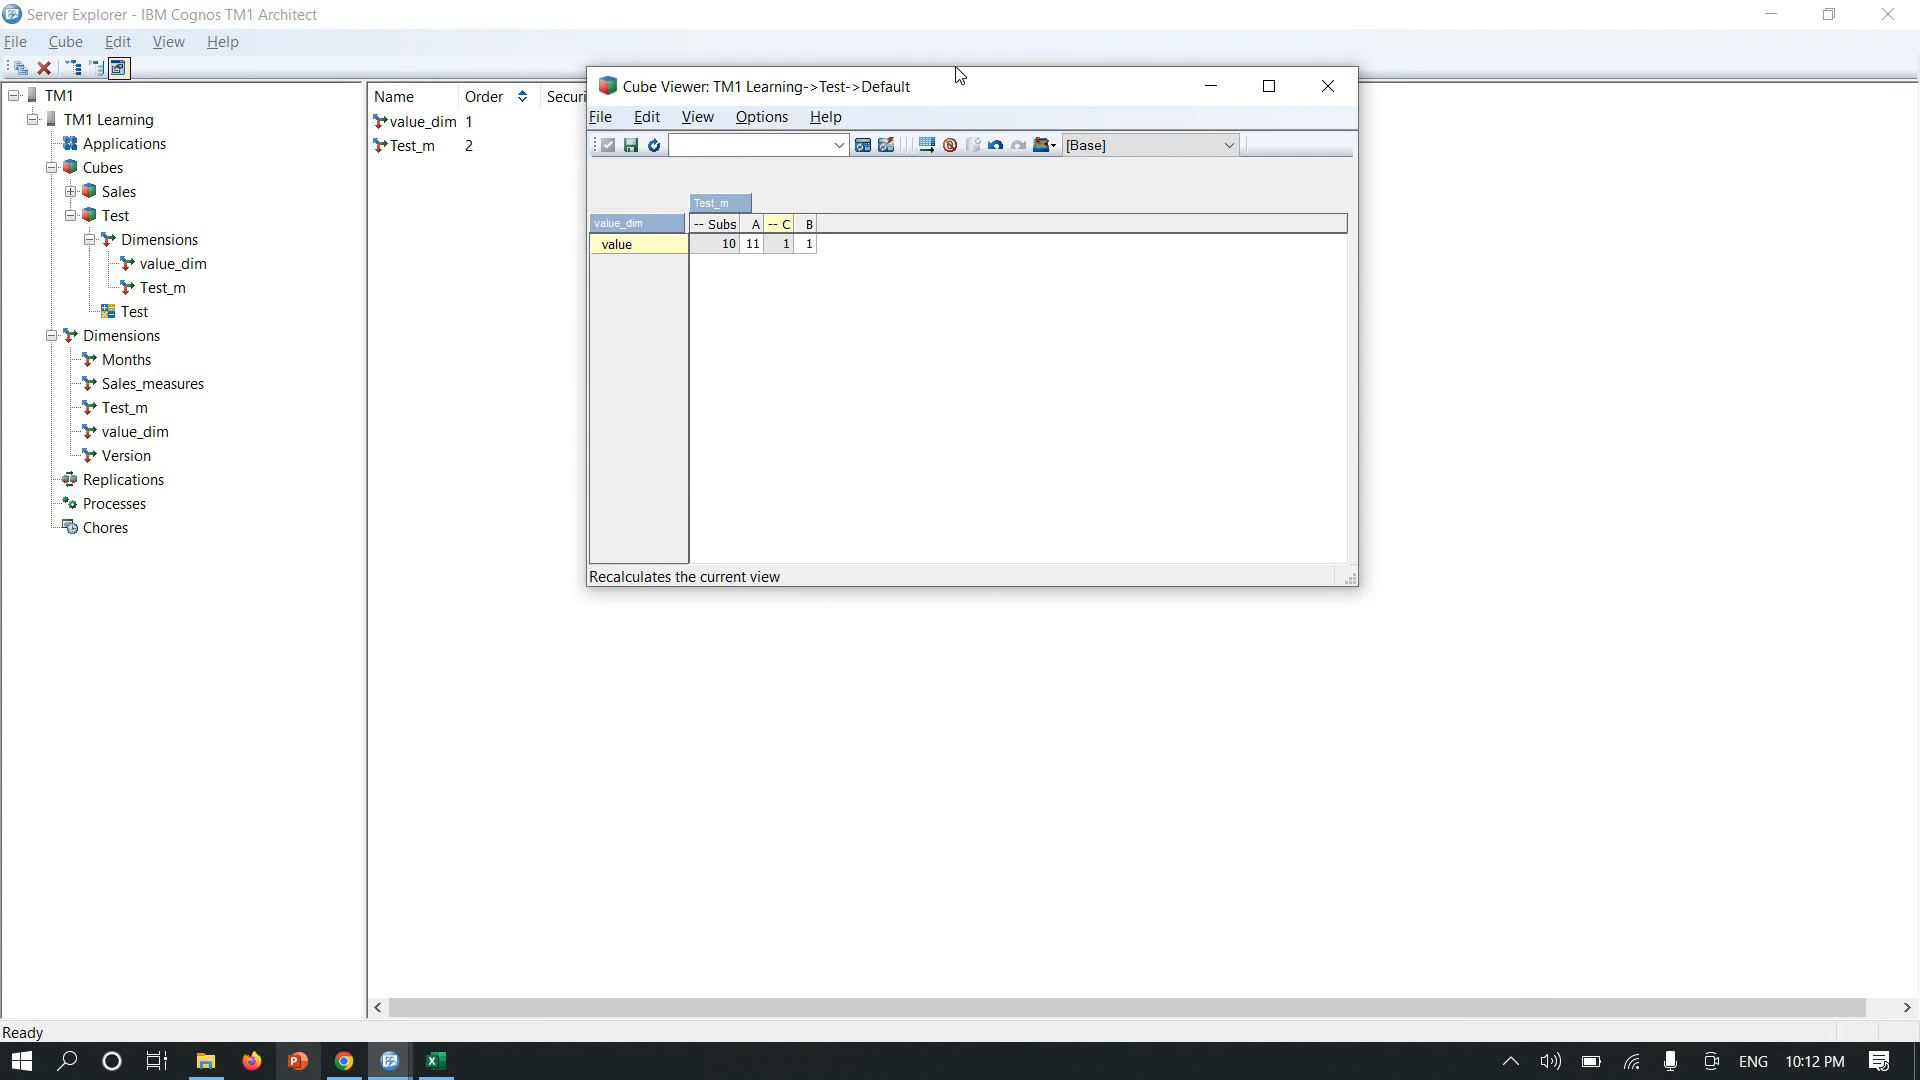 Server Explorer - IBM Cognos TM1 Architect
File Cube Edit View Help
TM1
TM1 Learning
Applications
Cubes
Sales
Test
Dimensions
value_dim
Test_m
Test
Dimensions
Months
Sales_measures
Test_m
value_dim
Version
Replications
Processes
Chores
Name Order Securi
value_dim 1
Test_m 2
Cube Viewer: TM1 Learning->Test->Default
File Edit View Options Help
[Base]
Test_m
value_dim -- Subs A -- C B
value 10 11 1 1
Recalculates the current view
Ready
ENG 10:12 PM